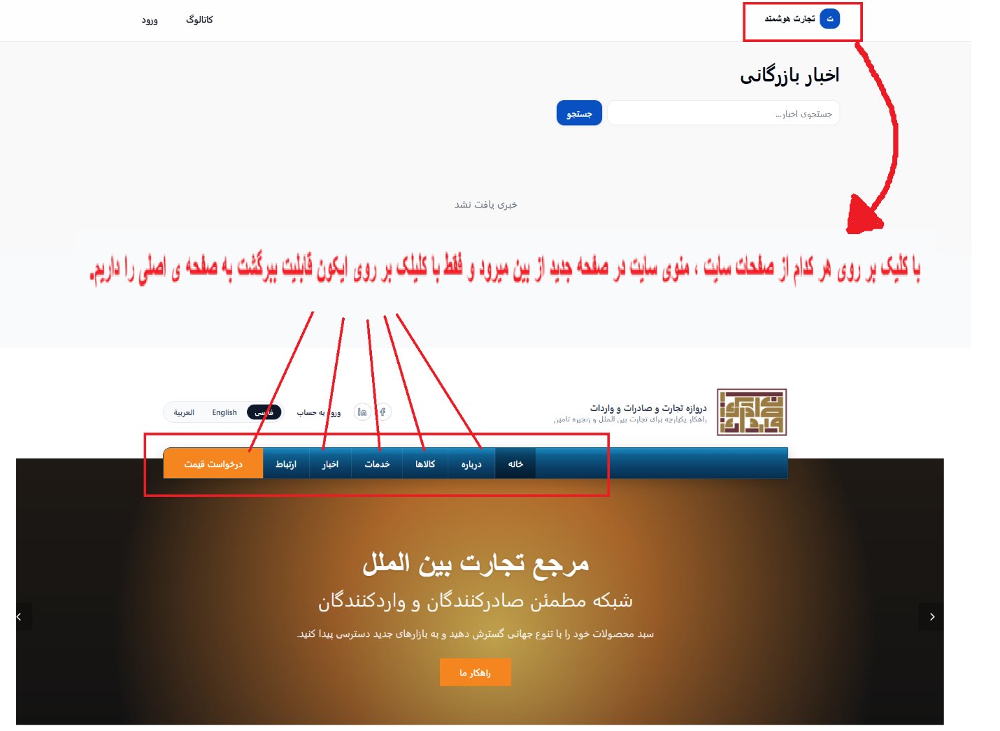 ت تجارت هوشمند
کاتالوگ
ورود
اخبار بازرگانی
جستجوی اخبار...
جستجو
خبری یافت نشد
با کلیک بر روی هر کدام از صفحات سایت ، منوی سایت در صفحه جدید از بین میرود و فقط با کلیلک بر روی ایکون قابلیت ببرگشت به صفحه ی اصلی را داریم.
دروازه تجارت و صادرات و واردات
راهکار یکپارچه برای تجارت بین الملل و زنجیره تامین
ورود به حساب
فارسی
English
العربية
خانه
درباره
کالاها
خدمات
اخبار
ارتباط
درخواست قیمت
مرجع تجارت بین الملل
شبکه مطمئن صادرکنندگان و واردکنندگان
سبد محصولات خود را با تنوع جهانی گسترش دهید و به بازارهای جدید دسترسی پیدا کنید.
راهکار ما